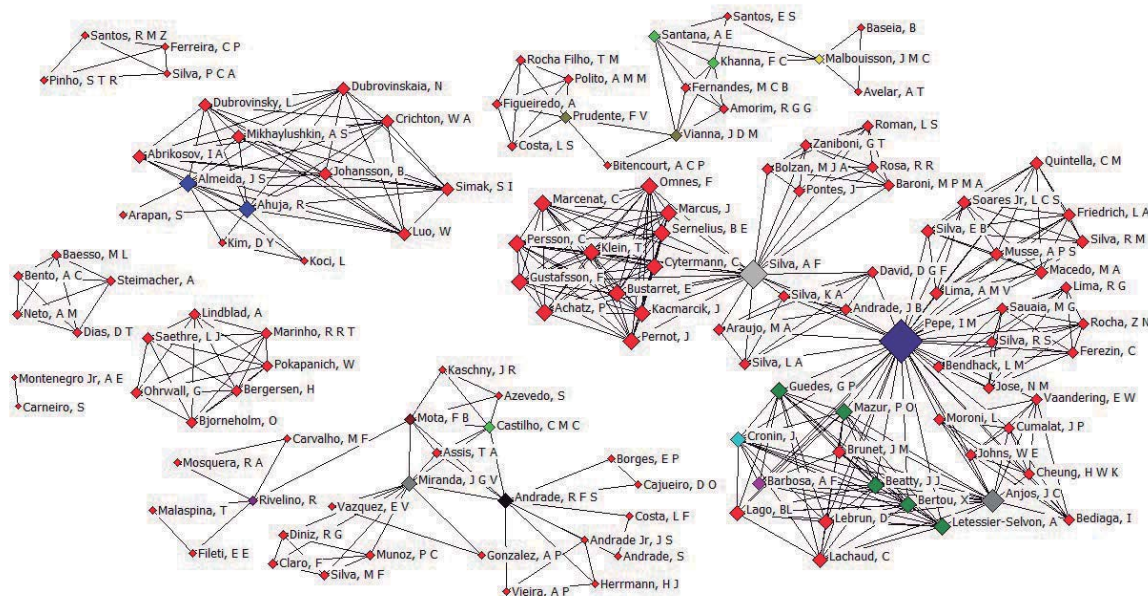 Santos, R M Z
Ferreira, C P
Silva, P C A
Pinho, S T R
Dubrovinsky, L
Dubrovinskaia, N
Crichton, W A
Mikhaylushkin, A S
Abrikosov, I A
Almeida, J S
Johansson, B
Simak, S I
Arapan, S
Ahuja, R
Luo, W
Kim, D Y
Koci, L
Rocha Filho, T M
Polito, A M M
Figueiredo, A
Prudente, F V
Costa, L S
Bitencourt, A C P
Santos, E S
Santana, A E
Khanna, F C
Baseia, B
Malbouisson, J M C
Fernandes, M C B
Avelar, A T
Amorim, R G G
Vianna, J D M
Roman, L S
Zaniboni, G T
Bolzan, M J A
Rosa, R R
Pontes, J
Baroni, M P M A
Omnes, F
Marcenat, C
Marcus, J
Sernelius, B E
Persson, C
Klein, T
Cytermann, C
Gustafsson, F
Bustarret, E
Achatz, P
Kacmarcik, J
Pernot, J
Silva, A F
David, D G F
Silva, K A
Andrade, J B
Araujo, M A
Silva, L A
Pepe, I M
Quintella, C M
Soares Jr, L C S
Friedrich, L A
Silva, E B
Silva, R M
Musse, A P S
Macedo, M A
Lima, A M V
Lima, R G
Sauaia, M G
Rocha, Z N
Silva, R S
Ferezin, C
Bendhack, L M
Jose, N M
Baesso, M L
Bento, A C
Steimacher, A
Neto, A M
Dias, D T
Lindblad, A
Saethre, L J
Marinho, R R T
Pokapanich, W
Ohrwall, G
Bergersen, H
Bjorneholm, O
Montenegro Jr, A E
Carneiro, S
Kaschny, J R
Azevedo, S
Mota, F B
Castilho, C M C
Carvalho, M F
Mosquera, R A
Assis, T A
Miranda, J G V
Rivelino, R
Malaspina, T
Fileti, E E
Vazquez, E V
Andrade, R F S
Borges, E P
Cajueiro, D O
Diniz, R G
Costa, L F
Claro, F
Munoz, P C
Silva, M F
Gonzalez, A P
Andrade Jr, J S
Andrade, S
Vieira, A P
Herrmann, H J
Guedes, G P
Mazur, P O
Cronin, J
Brunet, J M
Barbosa, A F
Beatty, J J
Bertou, X
Lago, BL
Lebrun, D
Letessier-Selvon, A
Lachaud, C
Vaandering, E W
Moroni, L
Cumalat, J P
Johns, W E
Cheung, H W K
Anjos, J C
Bediaga, I